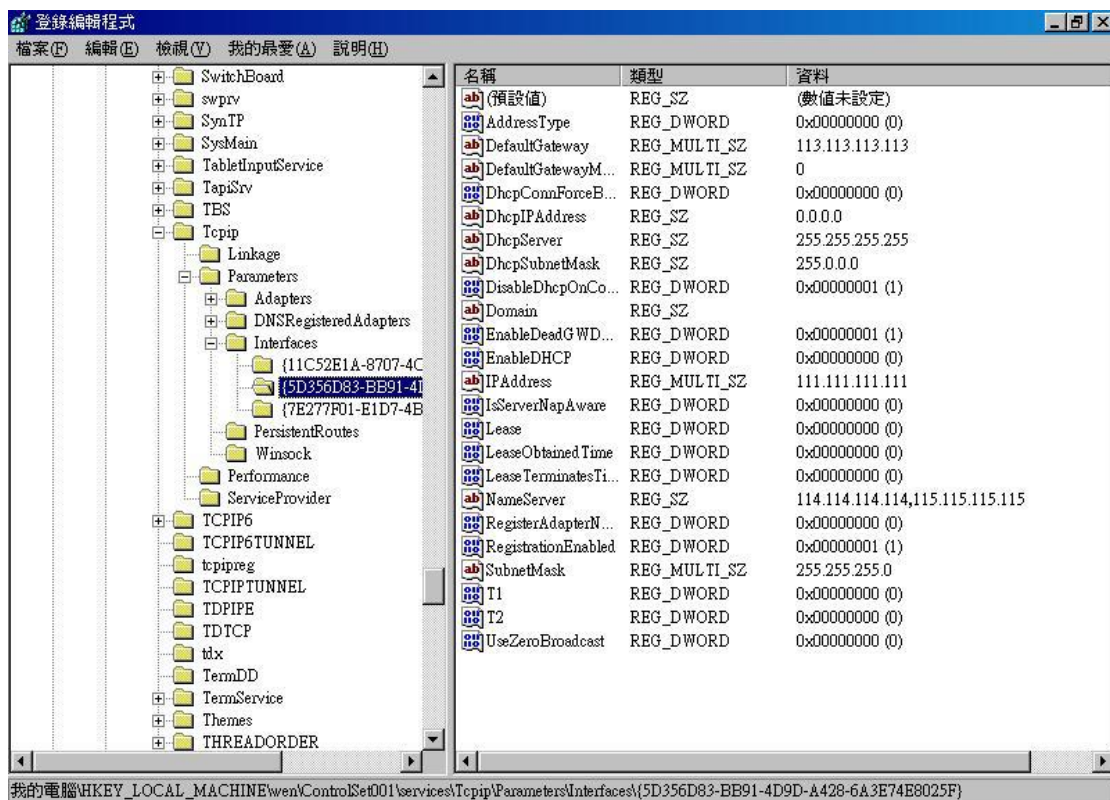 登錄編輯程式
檔案(F) 編輯(E) 檢視(V) 我的最愛(A) 說明(H)
SwitchBoard
swprv
SynTP
SysMain
TabletInputService
TapiSrv
TBS
Tcpip
Linkage
Parameters
Adapters
DNSRegisteredAdapters
Interfaces
{11C52E1A-8707-4C
{5D356D83-BB91-4D
{7E277F01-E1D7-4B
PersistentRoutes
Winsock
Performance
ServiceProvider
TCPIP6
TCPIP6TUNNEL
tcpipreg
TCPIPTUNNEL
TDPIPE
TDTCP
tdx
TermDD
TermService
Themes
THREADORDER
名稱 類型 資料
(預設值) REG_SZ (數值未設定)
AddressType REG_DWORD 0x00000000 (0)
DefaultGateway REG_MULTI_SZ 113.113.113.113
DefaultGatewayM... REG_MULTI_SZ 0
DhcpConnForceB... REG_DWORD 0x00000000 (0)
DhcpIPAddress REG_SZ 0.0.0.0
DhcpServer REG_SZ 255.255.255.255
DhcpSubnetMask REG_SZ 255.0.0.0
DisableDhcpOnCo... REG_DWORD 0x00000001 (1)
Domain REG_SZ
EnableDeadGWD... REG_DWORD 0x00000001 (1)
EnableDHCP REG_DWORD 0x00000000 (0)
IPAddress REG_MULTI_SZ 111.111.111.111
IsServerNapAware REG_DWORD 0x00000000 (0)
Lease REG_DWORD 0x00000000 (0)
LeaseObtainedTime REG_DWORD 0x00000000 (0)
LeaseTerminatesTi... REG_DWORD 0x00000000 (0)
NameServer REG_SZ 114.114.114.114,115.115.115.115
RegisterAdapterN... REG_DWORD 0x00000000 (0)
RegistrationEnabled REG_DWORD 0x00000001 (1)
SubnetMask REG_MULTI_SZ 255.255.255.0
T1 REG_DWORD 0x00000000 (0)
T2 REG_DWORD 0x00000000 (0)
UseZeroBroadcast REG_DWORD 0x00000000 (0)
我的電腦\HKEY_LOCAL_MACHINE\wen\ControlSet001\services\Tcpip\Parameters\Interfaces\{5D356D83-BB91-4D9D-A428-6A3E74E8025F}